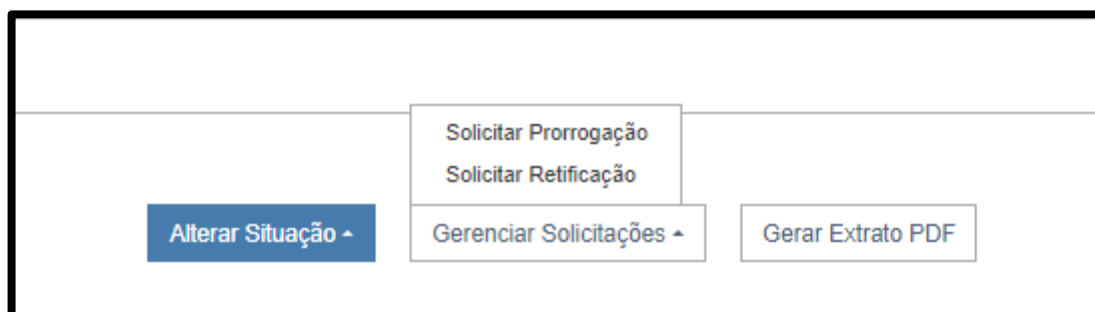 Solicitar Prorrogação
Solicitar Retificação
Alterar Situação Gerenciar Solicitações Gerar Extrato PDF